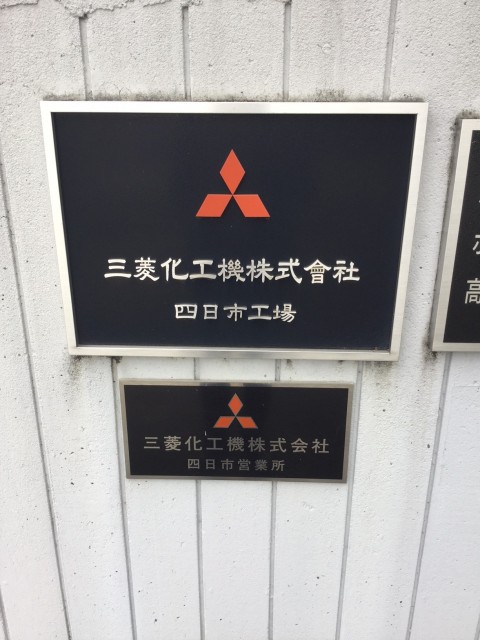 三菱化工機株式會社
四日市工場
三菱化工機株式会社
四日市営業所
高